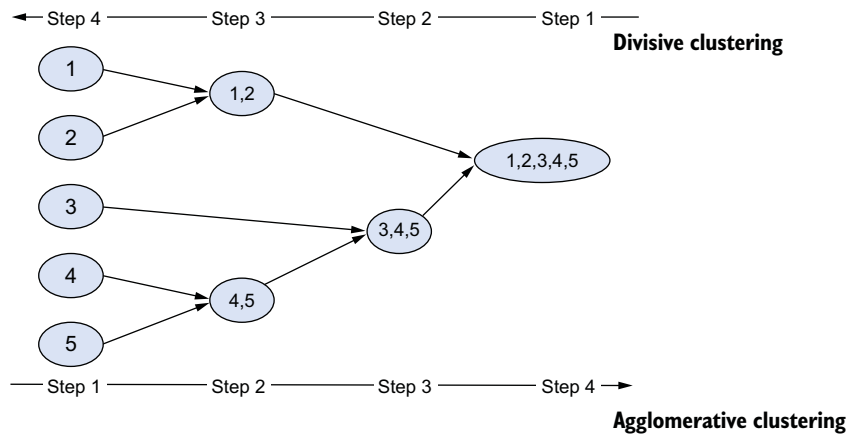 Step 4 Step 3 Step 2 Step 1
Divisive clustering
1
1,2
2
1,2,3,4,5
3
3,4,5
4
4,5
5
Step 1 Step 2 Step 3 Step 4
Agglomerative clustering